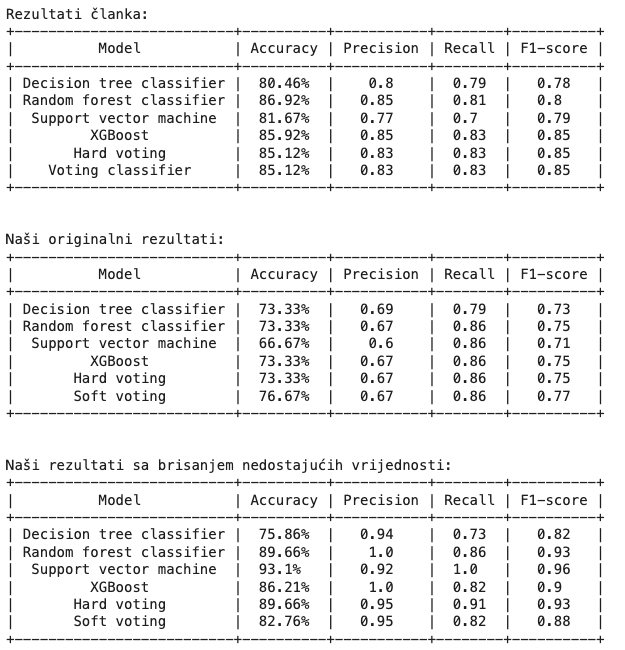 Rezultati članka:
+--------------------------+----------+-----------+--------+----------+
|          Model           | Accuracy | Precision | Recall | F1-score |
+--------------------------+----------+-----------+--------+----------+
| Decision tree classifier |  80.46%  |    0.8    |  0.79  |   0.78   |
| Random forest classifier |  86.92%  |   0.85    |  0.81  |   0.8    |
|  Support vector machine  |  81.67%  |   0.77    |  0.7   |   0.79   |
|         XGBoost          |  85.92%  |   0.85    |  0.83  |   0.85   |
|       Hard voting        |  85.12%  |   0.83    |  0.83  |   0.85   |
|    Voting classifier     |  85.12%  |   0.83    |  0.83  |   0.85   |
+--------------------------+----------+-----------+--------+----------+
Naši originalni rezultati:
+--------------------------+----------+-----------+--------+----------+
|          Model           | Accuracy | Precision | Recall | F1-score |
+--------------------------+----------+-----------+--------+----------+
| Decision tree classifier |  73.33%  |   0.69    |  0.79  |   0.73   |
| Random forest classifier |  73.33%  |   0.67    |  0.86  |   0.75   |
|  Support vector machine  |  66.67%  |    0.6    |  0.86  |   0.71   |
|         XGBoost          |  73.33%  |   0.67    |  0.86  |   0.75   |
|       Hard voting        |  73.33%  |   0.67    |  0.86  |   0.75   |
|       Soft voting        |  76.67%  |   0.67    |  0.86  |   0.77   |
+--------------------------+----------+-----------+--------+----------+
Naši rezultati sa brisanjem nedostajućih vrijednosti:
+--------------------------+----------+-----------+--------+----------+
|          Model           | Accuracy | Precision | Recall | F1-score |
+--------------------------+----------+-----------+--------+----------+
| Decision tree classifier |  75.86%  |   0.94    |  0.73  |   0.82   |
| Random forest classifier |  89.66%  |    1.0    |  0.86  |   0.93   |
|  Support vector machine  |  93.1%   |   0.92    |  1.0   |   0.96   |
|         XGBoost          |  86.21%  |    1.0    |  0.82  |   0.9    |
|       Hard voting        |  89.66%  |   0.95    |  0.91  |   0.93   |
|       Soft voting        |  82.76%  |   0.95    |  0.82  |   0.88   |
+--------------------------+----------+-----------+--------+----------+